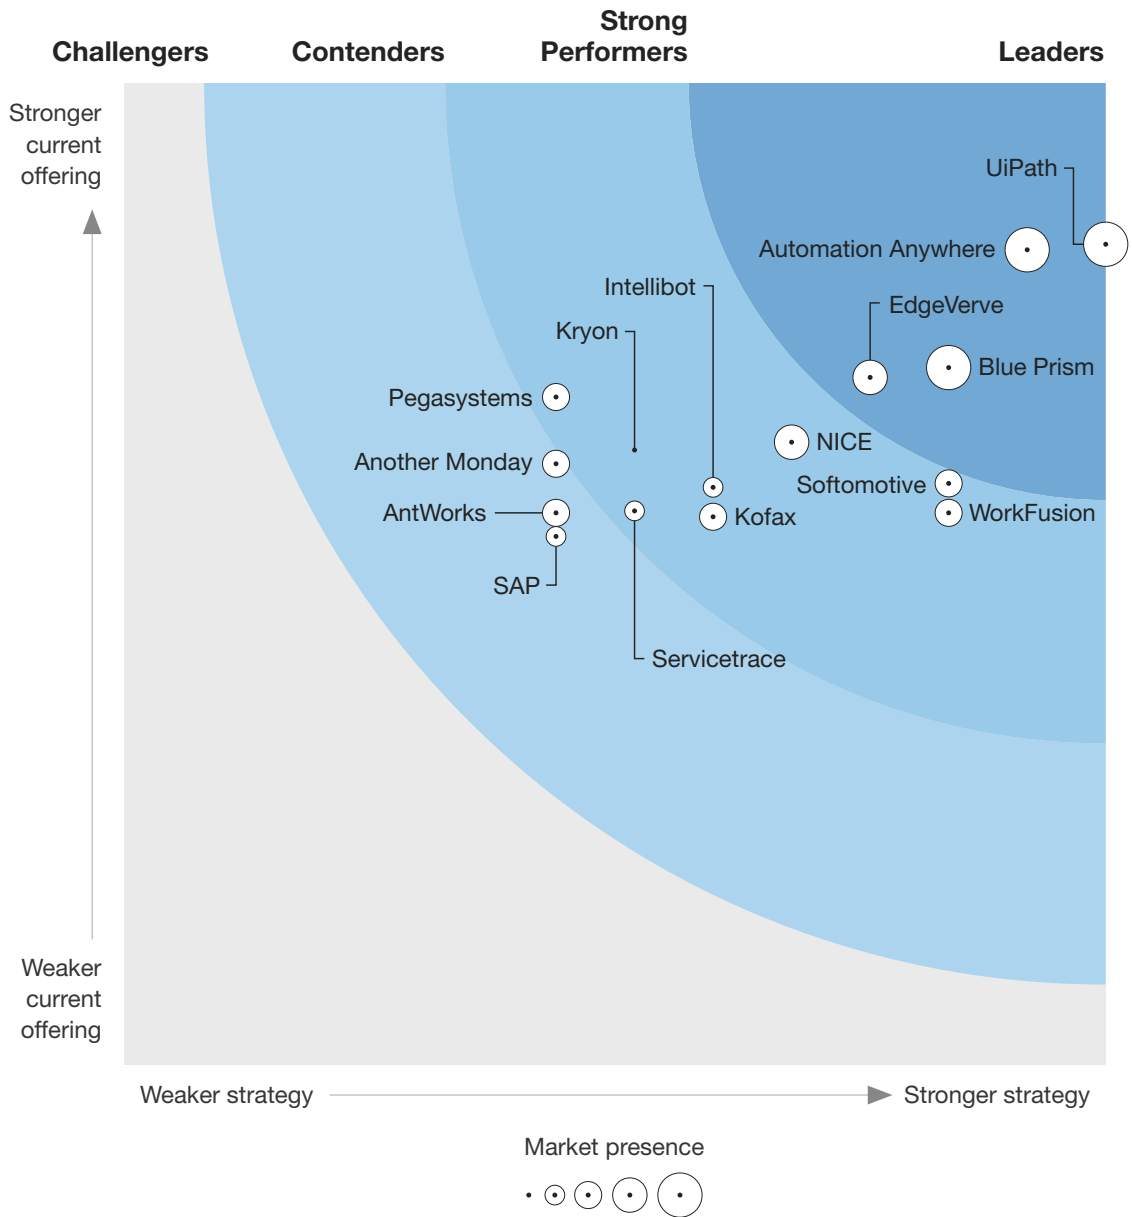 Challengers
Contenders
Strong
Performers
Leaders
Stronger
current
offering
UiPath
Automation Anywhere
Intellibot
EdgeVerve
Kryon
Blue Prism
Pegasystems
NICE
Another Monday
Softomotive
AntWorks
Kofax
WorkFusion
SAP
Servicetrace
Weaker
current
offering
Weaker strategy
Stronger strategy
Market presence